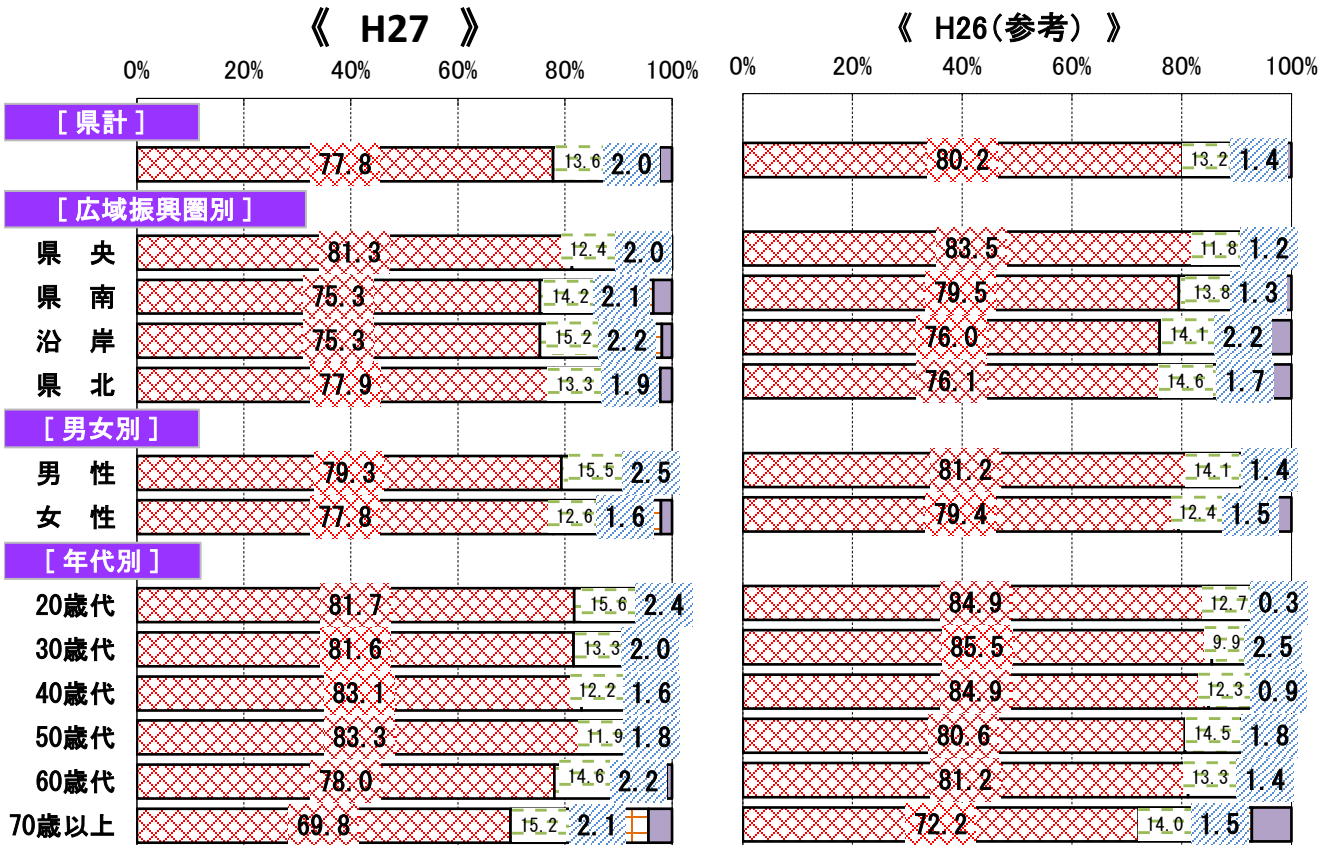 《 H27 》 《 H26(参考) 》
0% 20% 40% 60% 80% 100% 0% 20% 40% 60% 80% 100%
[ 県計 ]
77.8 13.6 2.0 80.2 13.2 1.4
[ 広域振興圏別 ]
県 央 81.3 12.4 2.0 83.5 11.8 1.2
県 南 75.3 14.2 2.1 79.5 13.8 1.3
沿 岸 75.3 15.2 2.2 76.0 14.1 2.2
県 北 77.9 13.3 1.9 76.1 14.6 1.7
[ 男女別 ]
男 性 79.3 15.5 2.5 81.2 14.1 1.4
女 性 77.8 12.6 1.6 79.4 12.4 1.5
[ 年代別 ]
20歳代 81.7 15.6 2.4 84.9 12.7 0.3
30歳代 81.6 13.3 2.0 85.5 9.9 2.5
40歳代 83.1 12.2 1.6 84.9 12.3 0.9
50歳代 83.3 11.9 1.8 80.6 14.5 1.8
60歳代 78.0 14.6 2.2 81.2 13.3 1.4
70歳以上 69.8 15.2 2.1 72.2 14.0 1.5